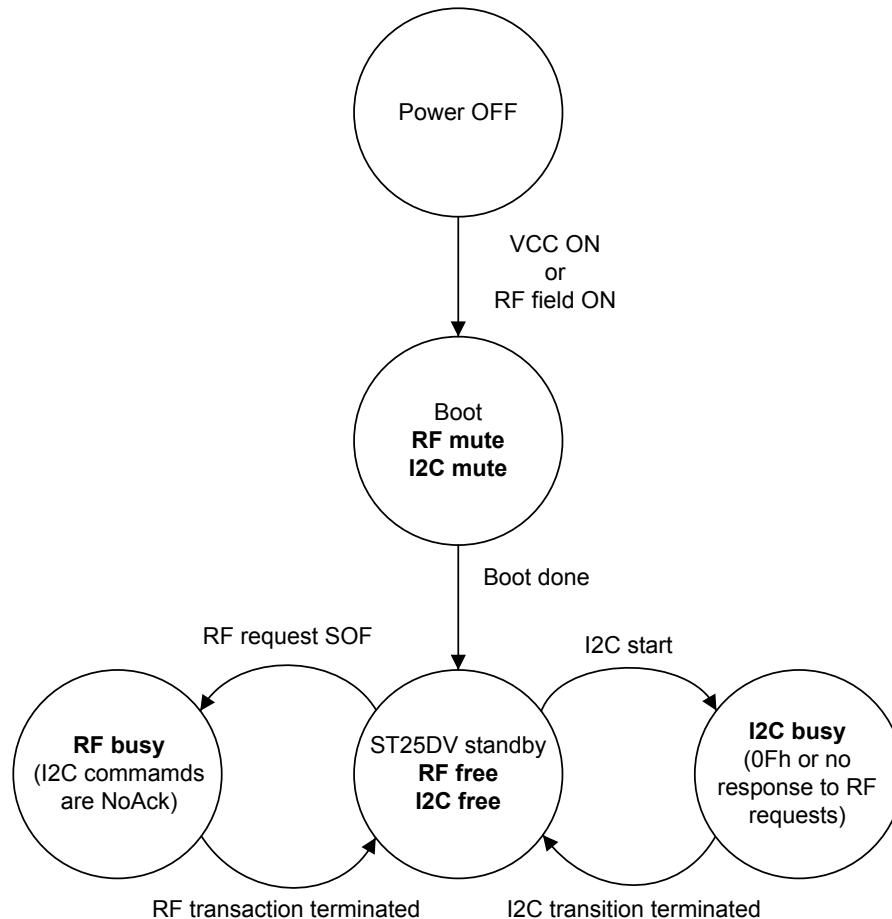 Power OFF
VCC ON
or
RF field ON
Boot
RF mute
I2C mute
Boot done
RF request SOF
I2C start
RF busy
(I2C commamds
are NoAck)
ST25DV standby
RF free
I2C free
I2C busy
(0Fh or no
response to RF
requests)
RF transaction terminated
I2C transition terminated